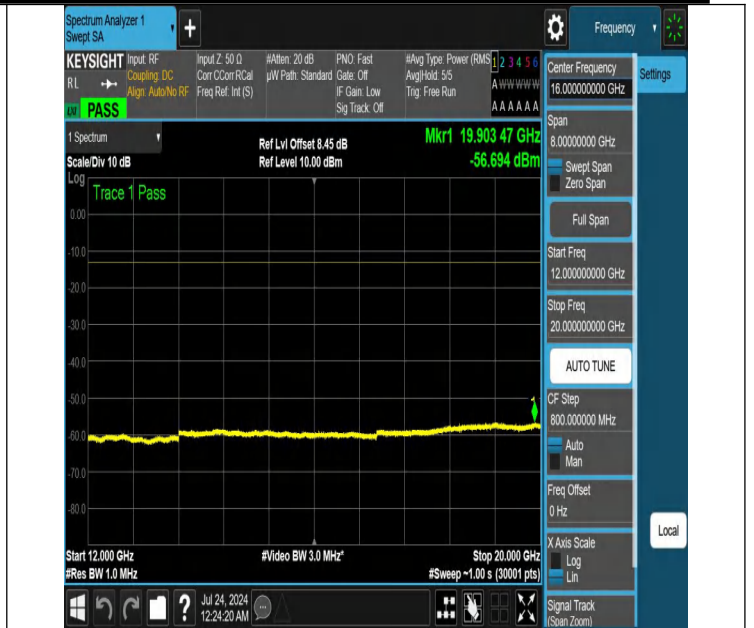 Spectrum Analyzer 1
Swept SA
+
Frequency
KEYSIGHT
RL
LXI
PASS
Input: RF
Coupling: DC
Align: Auto/No RF
Input Z: 50 Ω
Corr CCorr RCal
Freq Ref: Int (S)
#Atten: 20 dB
µW Path: Standard
PNO: Fast
Gate: Off
IF Gain: Low
Sig Track: Off
#Avg Type: Power (RMS
Avg|Hold: 5/5
Trig: Free Run
1 2 3 4 5 6
A W W W W W
A A A A A A
1 Spectrum
Scale/Div 10 dB
Ref Lvl Offset 8.45 dB
Ref Level 10.00 dBm
Mkr1 19.903 47 GHz
-56.694 dBm
Log
Trace 1 Pass
0.00
-10.0
-20.0
-30.0
-40.0
-50.0
-60.0
-70.0
-80.0
1
Start 12.000 GHz
#Res BW 1.0 MHz
#Video BW 3.0 MHz*
Stop 20.000 GHz
#Sweep ~1.00 s (30001 pts)
?
Jul 24, 2024
12:24:20 AM
Center Frequency
16.000000000 GHz
Settings
Span
8.00000000 GHz
Swept Span
Zero Span
Full Span
Start Freq
12.000000000 GHz
Stop Freq
20.000000000 GHz
AUTO TUNE
CF Step
800.000000 MHz
Auto
Man
Freq Offset
0 Hz
X Axis Scale
Log
Lin
Local
Signal Track
(Span Zoom)